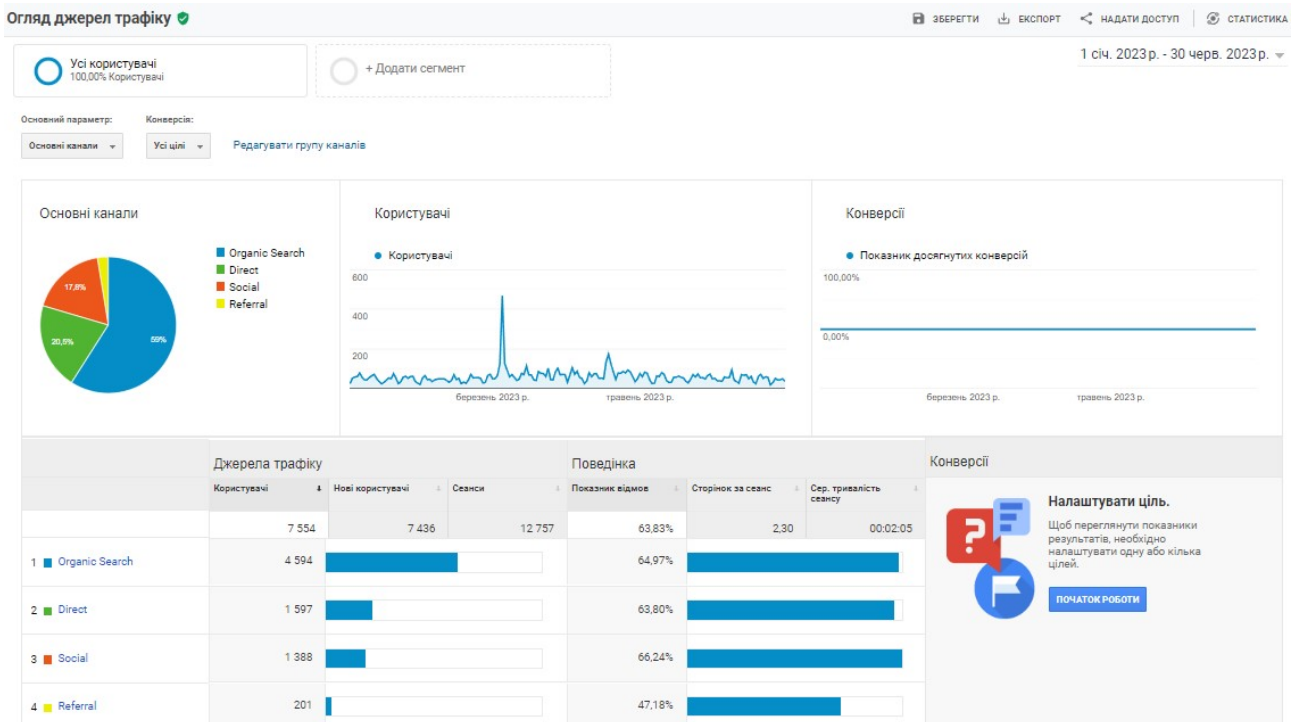 Огляд джерел трафіку
ЗБЕРЕГТИ ЕКСПОРТ НАДАТИ ДОСТУП СТАТИСТИКА
1 січ. 2023 р. - 30 черв. 2023 р.
Усі користувачі
100,00% Користувачі
+ Додати сегмент
Основний параметр: Конверсія:
Основні канали Усі цілі Редагувати групу каналів
Основні канали
Organic Search
Direct
Social
Referral
17,8%
20,5%
59%
Користувачі
Користувачі
600
400
200
березень 2023 р. травень 2023 р.
Конверсії
Показник досягнутих конверсій
100,00%
0,00%
березень 2023 р. травень 2023 р.
Джерела трафіку Поведінка Конверсії
Користувачі Нові користувачі Сеанси Показник відмов Сторінок за сеанс Сер. тривалість сеансу
7 554 7 436 12 757 63,83% 2,30 00:02:05
1 Organic Search 4 594 64,97%
2 Direct 1 597 63,80%
3 Social 1 388 66,24%
4 Referral 201 47,18%
Налаштувати ціль.
Щоб переглянути показники
результатів, необхідно
налаштувати одну або кілька
цілей.
ПОЧАТОК РОБОТИ